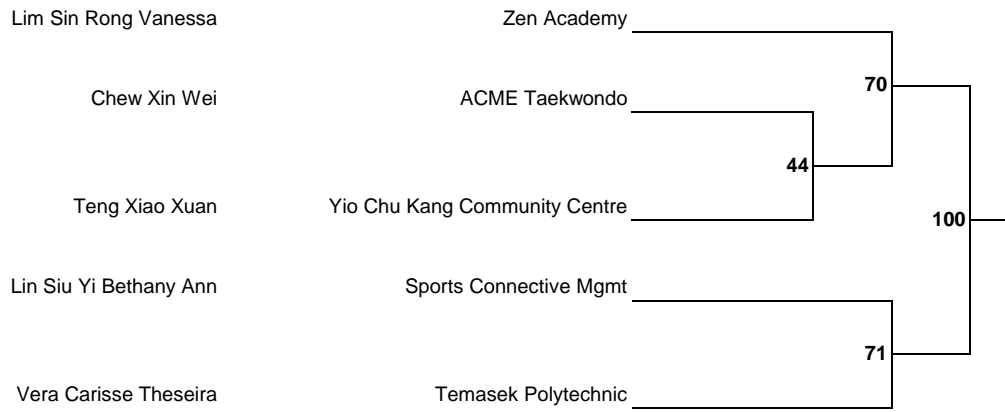 Lim Sin Rong Vanessa Zen Academy
70
Chew Xin Wei ACME Taekwondo
44
Teng Xiao Xuan Yio Chu Kang Community Centre
100
Lin Siu Yi Bethany Ann Sports Connective Mgmt
71
Vera Carisse Theseira Temasek Polytechnic